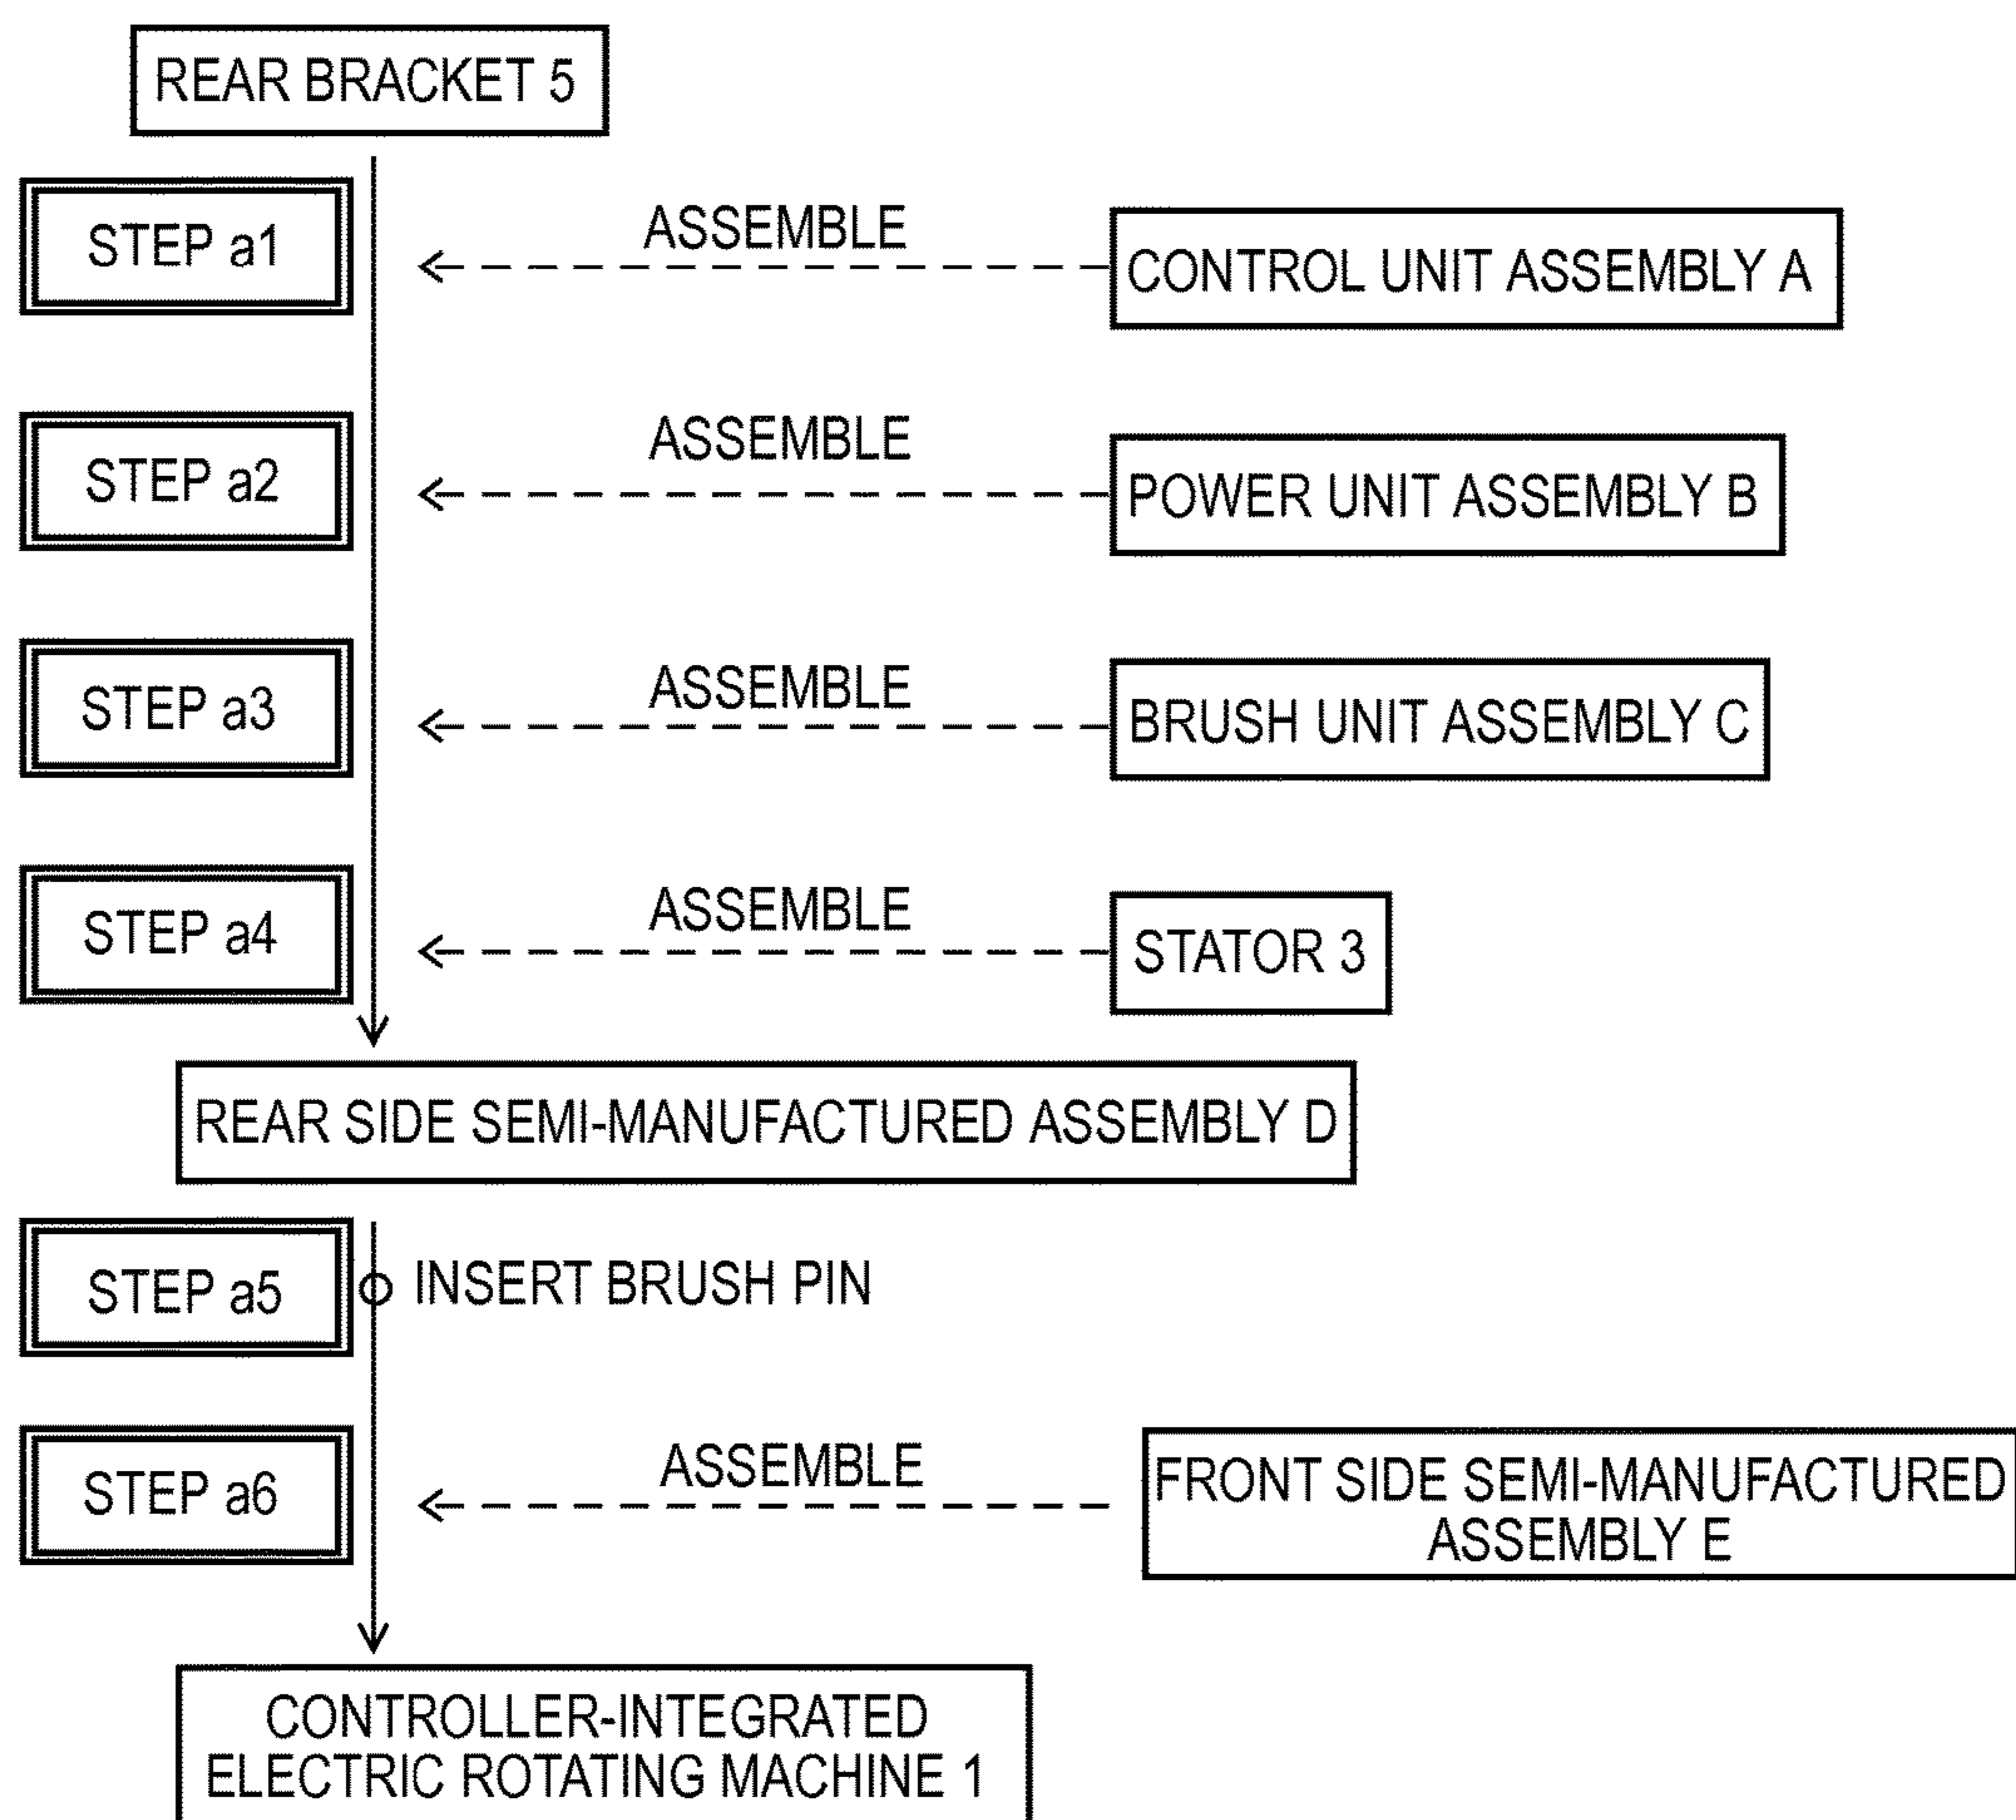 REAR BRACKET 5
STEP a1
ASSEMBLE
CONTROL UNIT ASSEMBLY A
STEP a2
ASSEMBLE
POWER UNIT ASSEMBLY B
STEP a3
ASSEMBLE
BRUSH UNIT ASSEMBLY C
STEP a4
ASSEMBLE
STATOR 3
REAR SIDE SEMI-MANUFACTURED ASSEMBLY D
STEP a5
INSERT BRUSH PIN
STEP a6
ASSEMBLE
FRONT SIDE SEMI-MANUFACTURED
ASSEMBLY E
CONTROLLER-INTEGRATED
ELECTRIC ROTATING MACHINE 1